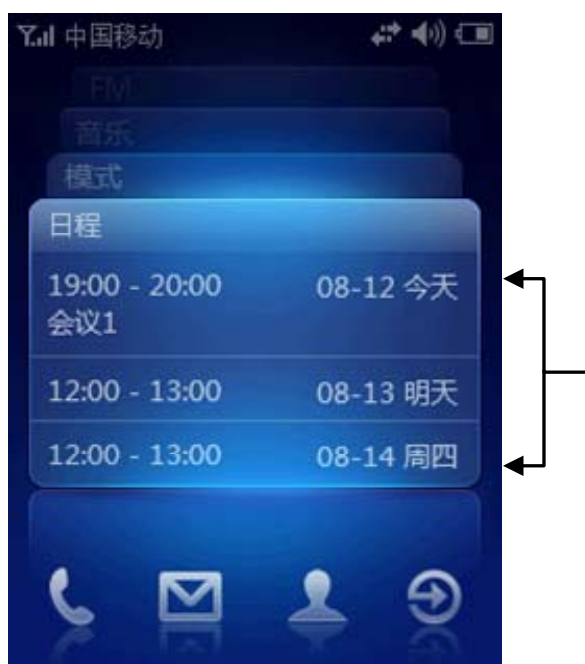 中国移动
FM
音乐
模式
日程
19:00 - 20:00 08-12 今天
会议1
12:00 - 13:00 08-13 明天
12:00 - 13:00 08-14 周四